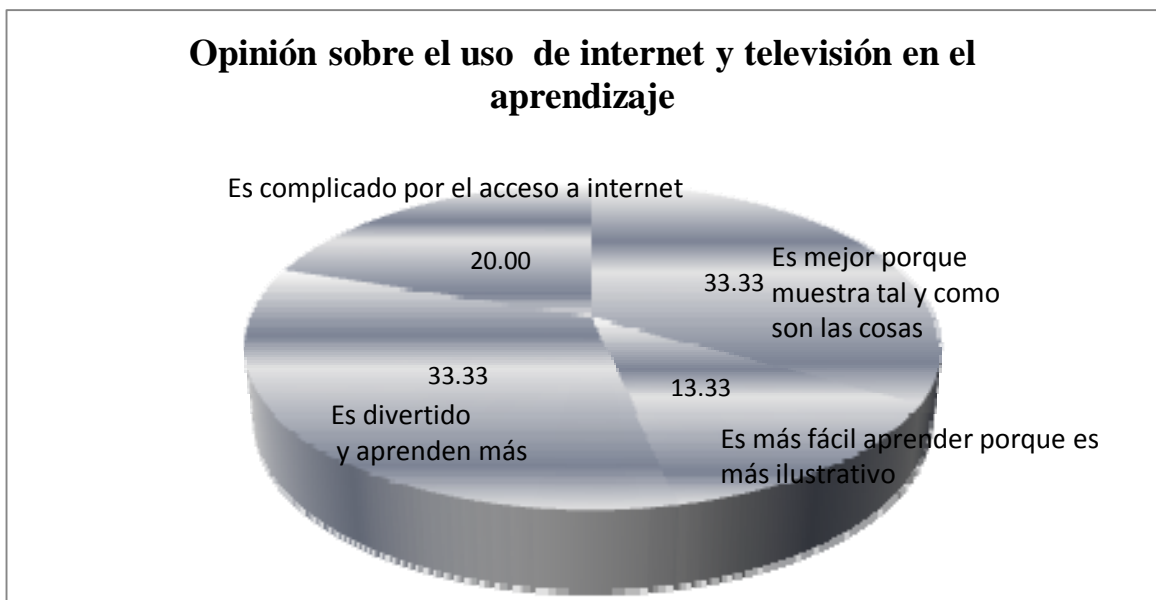 Opinión sobre el uso de internet y televisión en el
aprendizaje
Es complicado por el acceso a internet
20.00
33.33
Es mejor porque
muestra tal y como
son las cosas
33.33
Es divertido
y aprenden más
13.33
Es más fácil aprender porque es
más ilustrativo